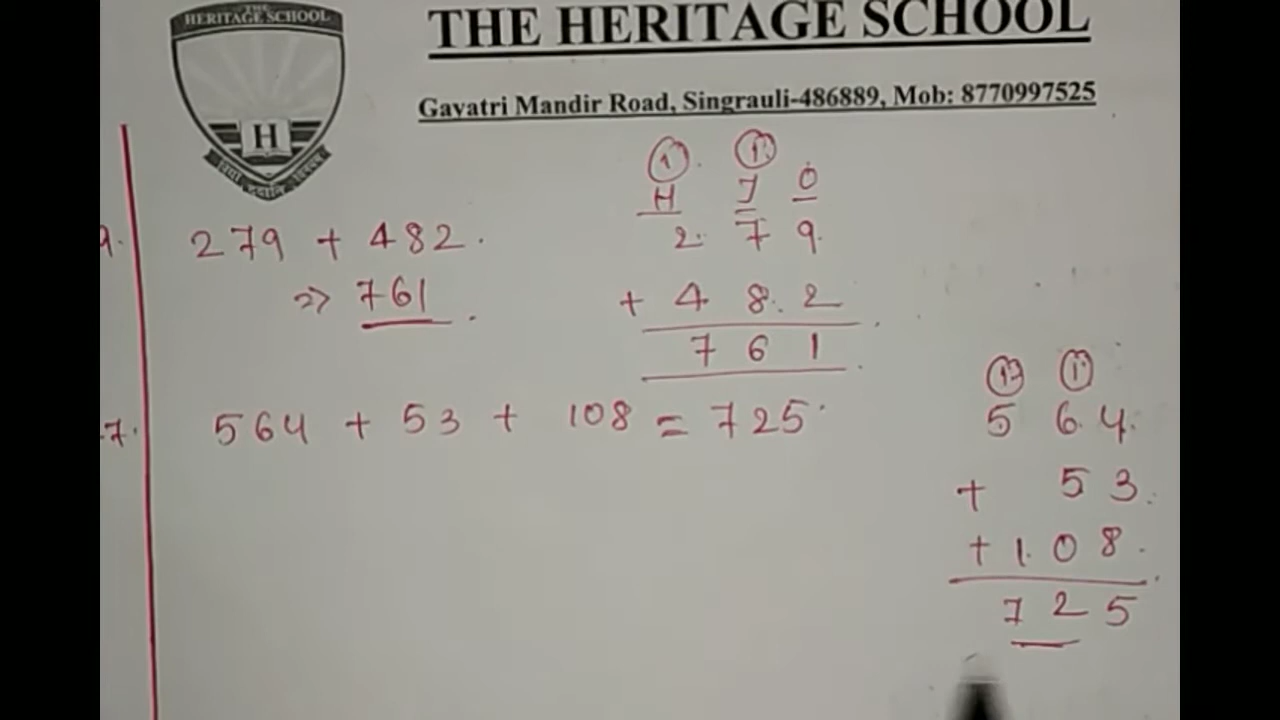 THE
HERITAGE SCHOOL
H
THE HERITAGE SCHOOL
Gayatri Mandir Road, Singrauli-486889, Mob: 8770997525
1 1
H T O
9. 279 + 482.
2 7 9
⇒ 761
+ 4 8 2
7 6 1
7. 564 + 53 + 108 = 725
1 1
5 6 4
+ 5 3
+ 1 0 8
7 2 5